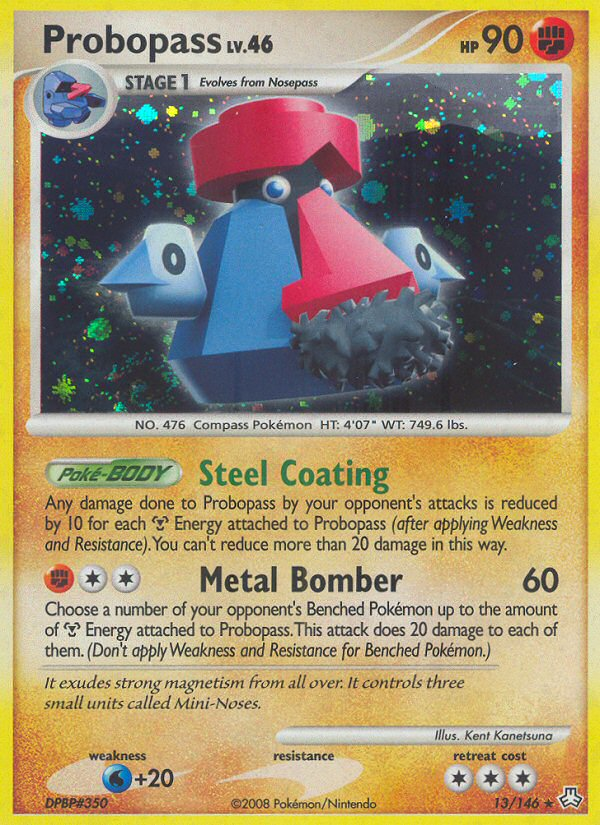 Probopass LV.46
HP 90
STAGE 1 Evolves from Nosepass
NO. 476 Compass Pokémon HT: 4'07" WT: 749.6 lbs.
Poké-BODY Steel Coating
Any damage done to Probopass by your opponent's attacks is reduced
by 10 for each Energy attached to Probopass (after applying Weakness
and Resistance). You can't reduce more than 20 damage in this way.
Metal Bomber 60
Choose a number of your opponent's Benched Pokémon up to the amount
of Energy attached to Probopass. This attack does 20 damage to each of
them. (Don't apply Weakness and Resistance for Benched Pokémon.)
It exudes strong magnetism from all over. It controls three
small units called Mini-Noses.
Illus. Kent Kanetsuna
weakness resistance retreat cost
+20
DPBP#350 ©2008 Pokémon/Nintendo 13/146 ★